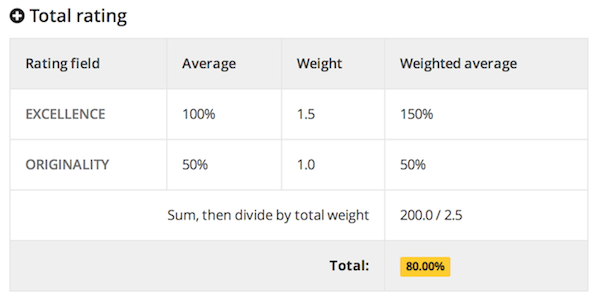 Total rating
Rating field Average Weight Weighted average
EXCELLENCE 100% 1.5 150%
ORIGINALITY 50% 1.0 50%
Sum, then divide by total weight 200.0 / 2.5
Total: 80.00%